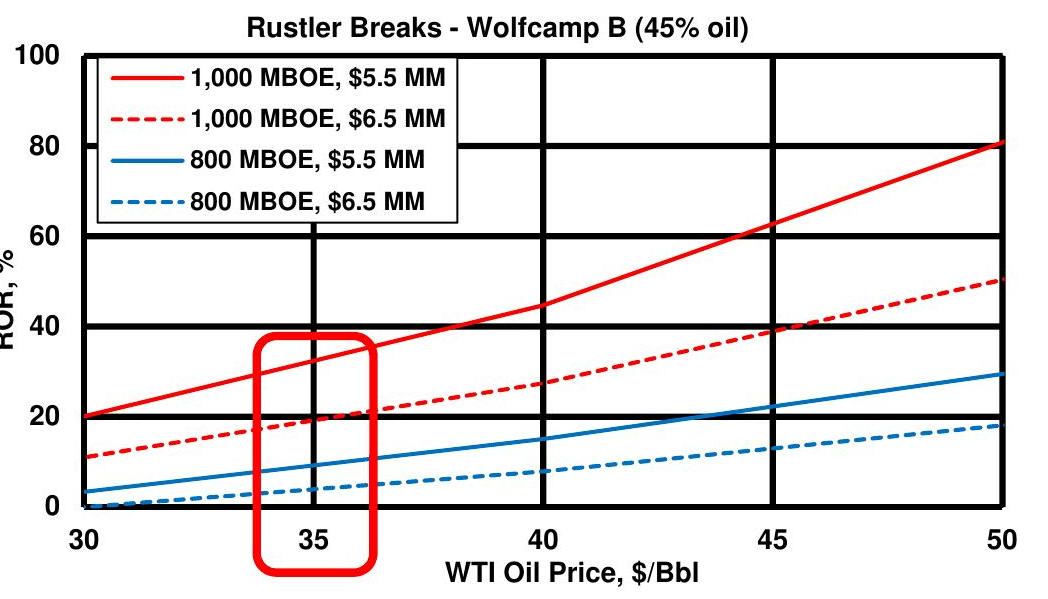 Rustler Breaks - Wolfcamp B (45% oil)
100
80
60
40
20
0
ROR, %
1,000 MBOE, $5.5 MM
1,000 MBOE, $6.5 MM
800 MBOE, $5.5 MM
800 MBOE, $6.5 MM
30 35 40 45 50
WTI Oil Price, $/Bbl